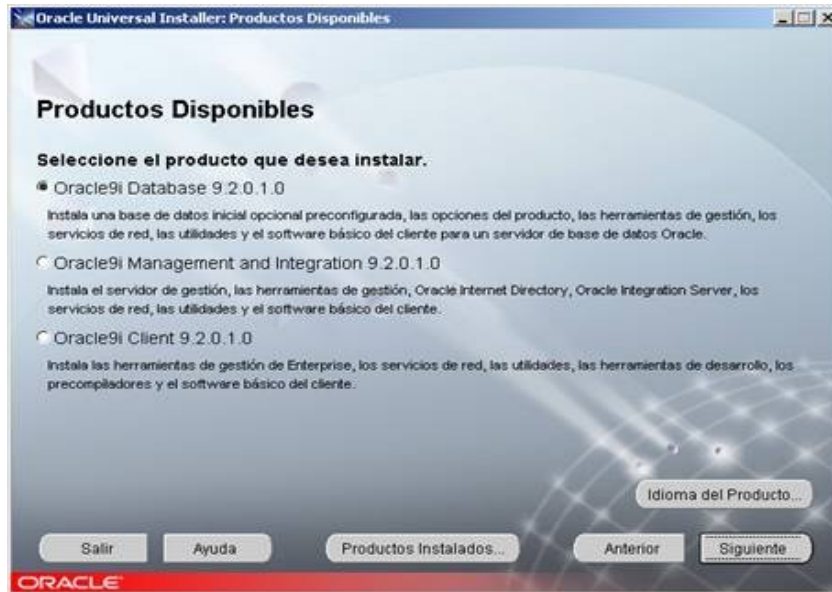 Oracle Universal Installer: Productos Disponibles
Productos Disponibles
Seleccione el producto que desea instalar.
Oracle9i Database 9.2.0.1.0
Instala una base de datos inicial opcional preconfigurada, las opciones del producto, las herramientas de gestión, los
servicios de red, las utilidades y el software básico del cliente para un servidor de base de datos Oracle.
Oracle9i Management and Integration 9.2.0.1.0
Instala el servidor de gestión, las herramientas de gestión, Oracle Internet Directory, Oracle Integration Server, los
servicios de red, las utilidades y el software básico del cliente.
Oracle9i Client 9.2.0.1.0
Instala las herramientas de gestión de Enterprise, los servicios de red, las utilidades, las herramientas de desarrollo, los
precompiladores y el software básico del cliente.
Idioma del Producto...
Salir Ayuda Productos Instalados... Anterior Siguiente
ORACLE